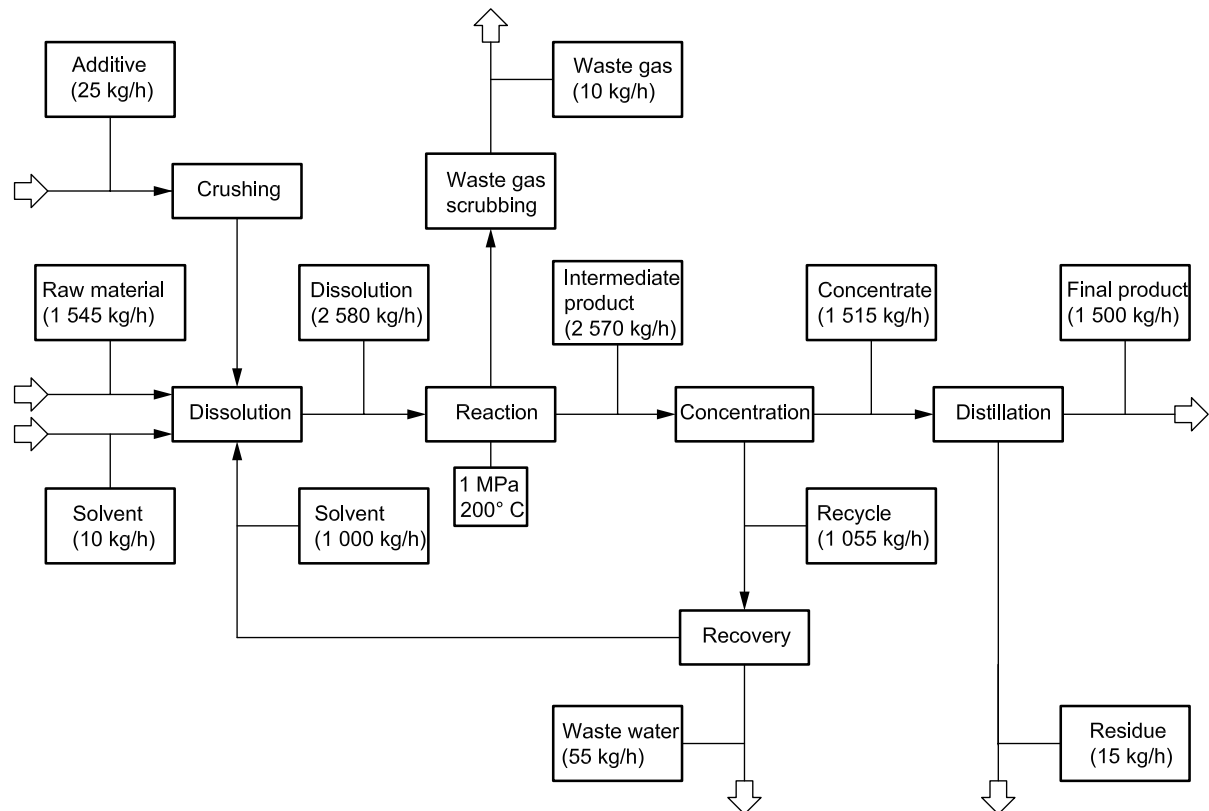 Additive
(25 kg/h)
Waste gas
(10 kg/h)
Crushing
Waste gas
scrubbing
Raw material
(1 545 kg/h)
Dissolution
(2 580 kg/h)
Intermediate
product
(2 570 kg/h)
Concentrate
(1 515 kg/h)
Final product
(1 500 kg/h)
Dissolution
Reaction
Concentration
Distillation
1 MPa
200° C
Solvent
(10 kg/h)
Solvent
(1 000 kg/h)
Recycle
(1 055 kg/h)
Recovery
Waste water
(55 kg/h)
Residue
(15 kg/h)